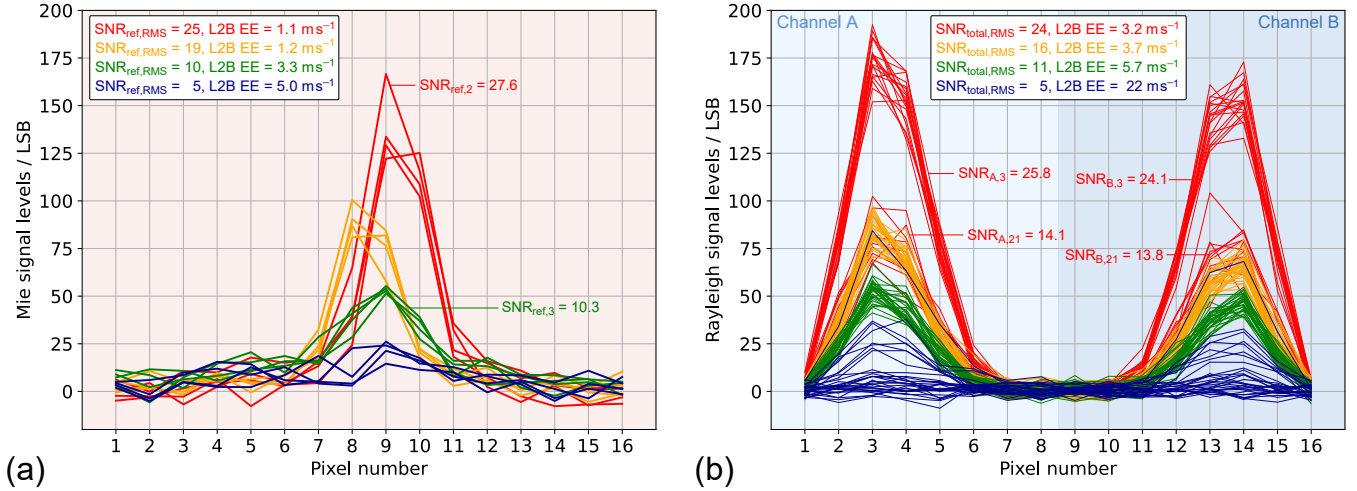 (a)
Mie signal levels / LSB
200
175
150
125
100
75
50
25
0
SNRref,RMS = 25, L2B EE = 1.1 ms−1
SNRref,RMS = 19, L2B EE = 1.2 ms−1
SNRref,RMS = 10, L2B EE = 3.3 ms−1
SNRref,RMS = 5, L2B EE = 5.0 ms−1
SNRref,2 = 27.6
SNRref,3 = 10.3
1 2 3 4 5 6 7 8 9 10 11 12 13 14 15 16
Pixel number
(b)
Rayleigh signal levels / LSB
200
175
150
125
100
75
50
25
0
Channel A
Channel B
SNRtotal,RMS = 24, L2B EE = 3.2 ms−1
SNRtotal,RMS = 16, L2B EE = 3.7 ms−1
SNRtotal,RMS = 11, L2B EE = 5.7 ms−1
SNRtotal,RMS = 5, L2B EE = 22 ms−1
SNRA,3 = 25.8
SNRB,3 = 24.1
SNRA,21 = 14.1
SNRB,21 = 13.8
1 2 3 4 5 6 7 8 9 10 11 12 13 14 15 16
Pixel number